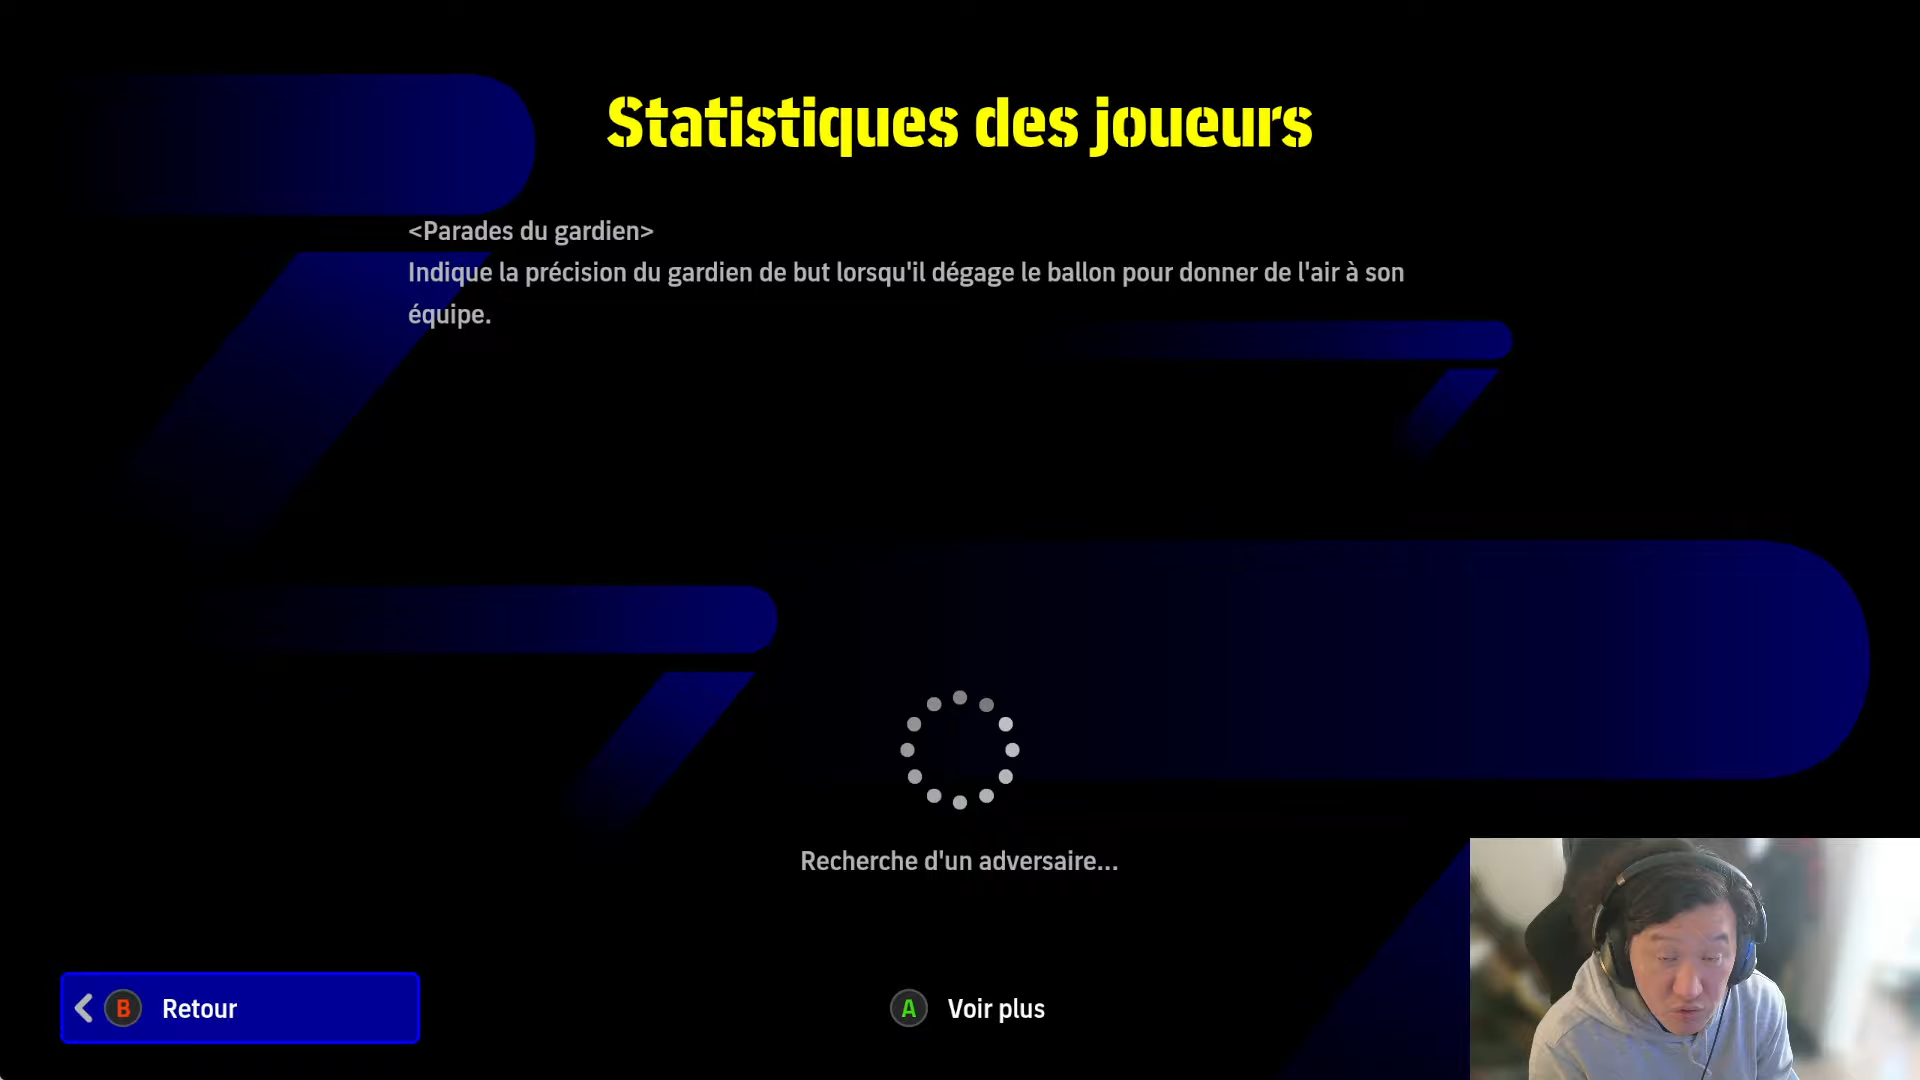 Statistiques des joueurs
<Parades du gardien>
Indique la précision du gardien de but lorsqu'il dégage le ballon pour donner de l'air à son
équipe.
Recherche d'un adversaire...
B Retour
A Voir plus